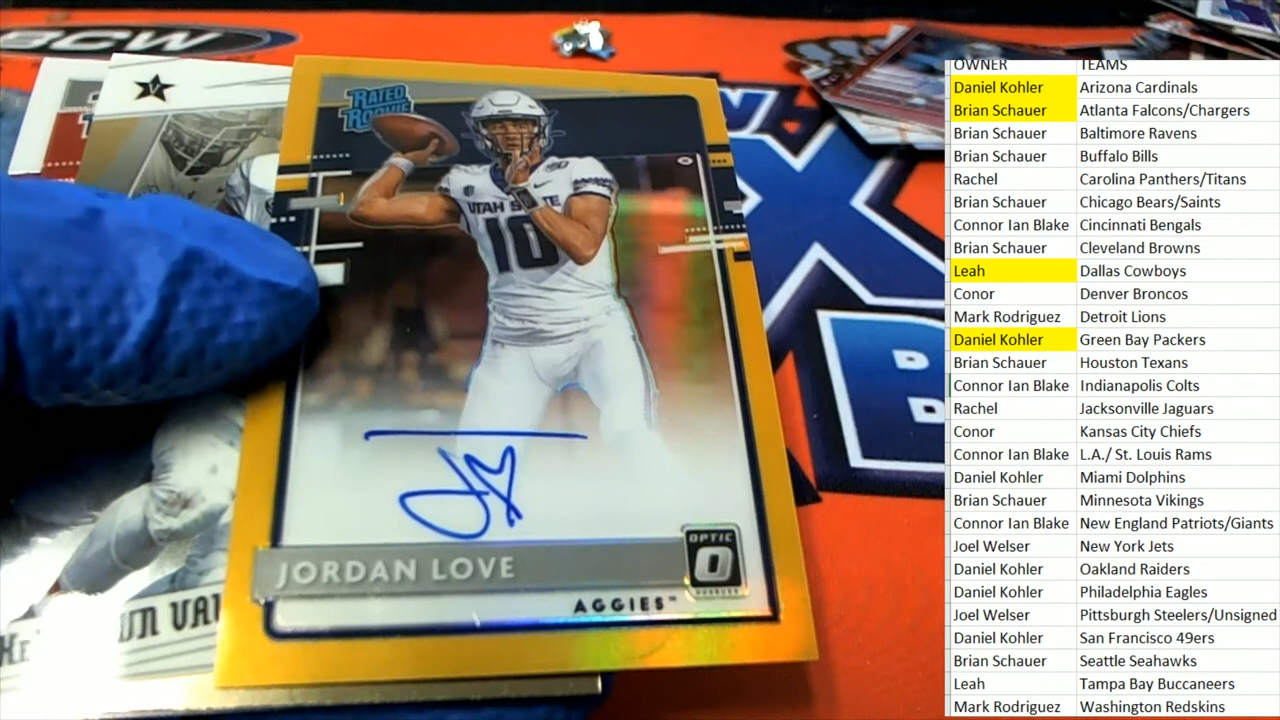 BCW
RATED
ROOKIE
UTAH STATE
10
JORDAN LOVE
OPTIC
O
AGGIES™
V
X
B
OWNER TEAMS
Daniel Kohler Arizona Cardinals
Brian Schauer Atlanta Falcons/Chargers
Brian Schauer Baltimore Ravens
Brian Schauer Buffalo Bills
Rachel Carolina Panthers/Titans
Brian Schauer Chicago Bears/Saints
Connor Ian Blake Cincinnati Bengals
Brian Schauer Cleveland Browns
Leah Dallas Cowboys
Conor Denver Broncos
Mark Rodriguez Detroit Lions
Daniel Kohler Green Bay Packers
Brian Schauer Houston Texans
Connor Ian Blake Indianapolis Colts
Rachel Jacksonville Jaguars
Conor Kansas City Chiefs
Connor Ian Blake L.A./ St. Louis Rams
Daniel Kohler Miami Dolphins
Brian Schauer Minnesota Vikings
Connor Ian Blake New England Patriots/Giants
Joel Welser New York Jets
Daniel Kohler Oakland Raiders
Daniel Kohler Philadelphia Eagles
Joel Welser Pittsburgh Steelers/Unsigned
Daniel Kohler San Francisco 49ers
Brian Schauer Seattle Seahawks
Leah Tampa Bay Buccaneers
Mark Rodriguez Washington Redskins